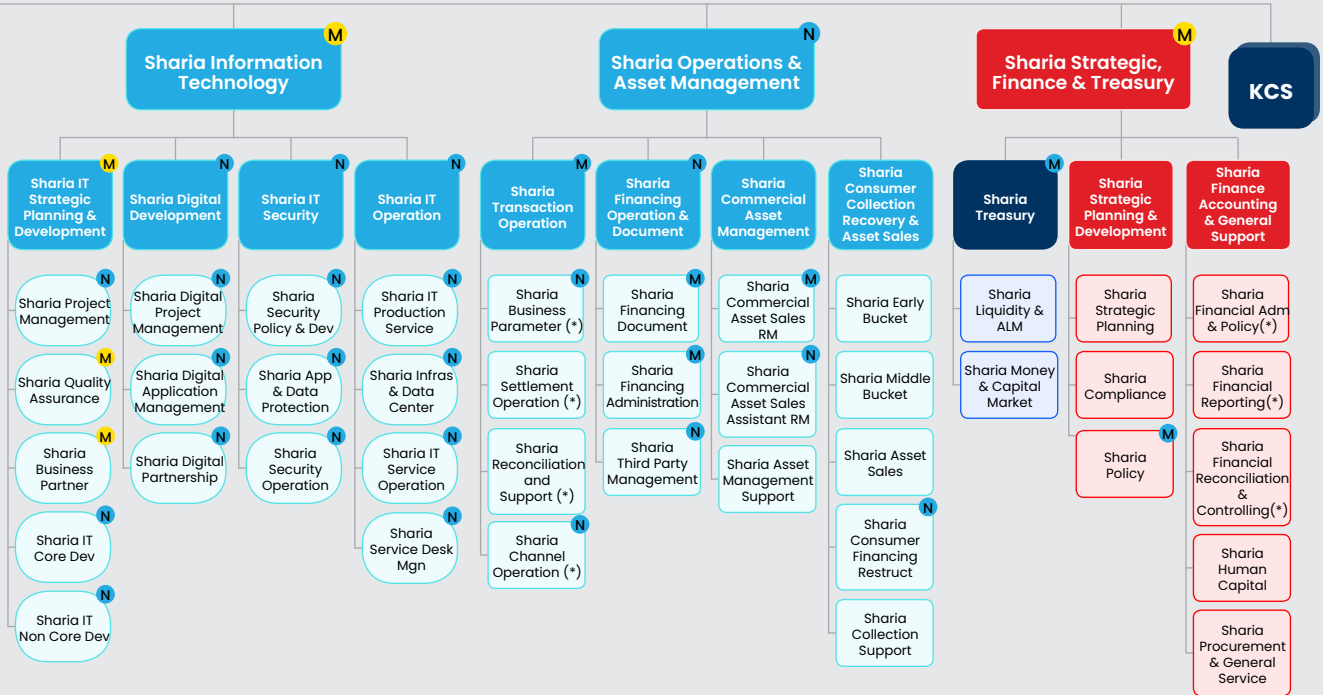 M
Sharia Information
Technology
N
Sharia Operations &
Asset Management
M
Sharia Strategic,
Finance & Treasury
KCS
M
Sharia IT
Strategic
Planning &
Development
N
Sharia Project
Management
M
Sharia Quality
Assurance
M
Sharia
Business
Partner
N
Sharia IT
Core Dev
N
Sharia IT
Non Core Dev
N
Sharia Digital
Development
N
Sharia Digital
Project
Management
N
Sharia Digital
Application
Management
N
Sharia Digital
Partnership
N
Sharia IT
Security
N
Sharia
Security
Policy & Dev
N
Sharia App
& Data
Protection
N
Sharia
Security
Operation
N
Sharia IT
Operation
N
Sharia IT
Production
Service
N
Sharia Infras
& Data
Center
N
Sharia IT
Service
Operation
N
Sharia
Service Desk
Mgn
M
Sharia
Transaction
Operation
N
Sharia
Business
Parameter (*)
Sharia
Settlement
Operation (*)
Sharia
Reconciliation
and
Support (*)
N
Sharia
Channel
Operation (*)
N
Sharia
Financing
Operation &
Document
M
Sharia
Financing
Document
M
Sharia
Financing
Administration
N
Sharia
Third Party
Management
Sharia
Commercial
Asset
Management
M
Sharia
Commercial
Asset Sales
RM
N
Sharia
Commercial
Asset Sales
Assistant RM
Sharia Asset
Management
Support
Sharia
Consumer
Collection
Recovery &
Asset Sales
Sharia Early
Bucket
Sharia Middle
Bucket
Sharia Asset
Sales
N
Sharia
Consumer
Financing
Restruct
Sharia
Collection
Support
M
Sharia
Treasury
Sharia
Liquidity &
ALM
Sharia Money
& Capital
Market
Sharia
Strategic
Planning &
Development
Sharia
Strategic
Planning
Sharia
Compliance
M
Sharia
Policy
Sharia
Finance
Accounting
& General
Support
Sharia
Financial Adm
& Policy(*)
Sharia
Financial
Reporting(*)
Sharia
Financial
Reconciliation
&
Controlling(*)
Sharia
Human
Capital
Sharia
Procurement
& General
Service